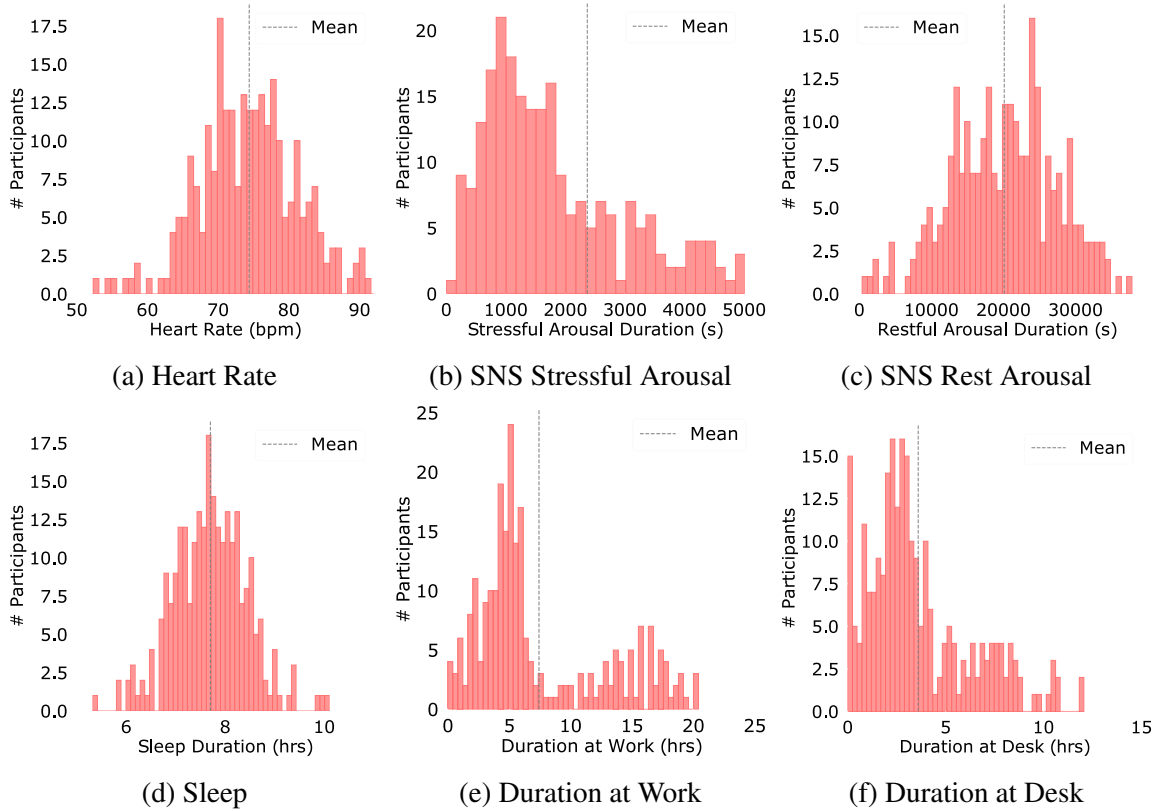 17.5
15.0
12.5
10.0
7.5
5.0
2.5
0.0
# Participants
Mean
50 60 70 80 90
Heart Rate (bpm)
(a) Heart Rate
20
15
10
5
0
# Participants
Mean
0 1000 2000 3000 4000 5000
Stressful Arousal Duration (s)
(b) SNS Stressful Arousal
15.0
12.5
10.0
7.5
5.0
2.5
0.0
# Participants
Mean
0 10000 20000 30000
Restful Arousal Duration (s)
(c) SNS Rest Arousal
17.5
15.0
12.5
10.0
7.5
5.0
2.5
0.0
# Participants
Mean
6 8 10
Sleep Duration (hrs)
(d) Sleep
25
20
15
10
5
0
# Participants
Mean
0 5 10 15 20 25
Duration at Work (hrs)
(e) Duration at Work
15.0
12.5
10.0
7.5
5.0
2.5
0.0
# Participants
Mean
0 5 10 15
Duration at Desk (hrs)
(f) Duration at Desk